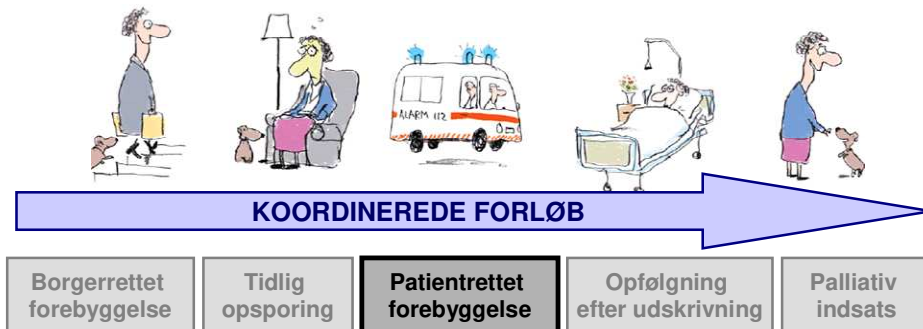 ALARM 112
KOORDINEREDE FORLØB
Borgerrettet
forebyggelse
Tidlig
opsporing
Patientrettet
forebyggelse
Opfølgning
efter udskrivning
Palliativ
indsats